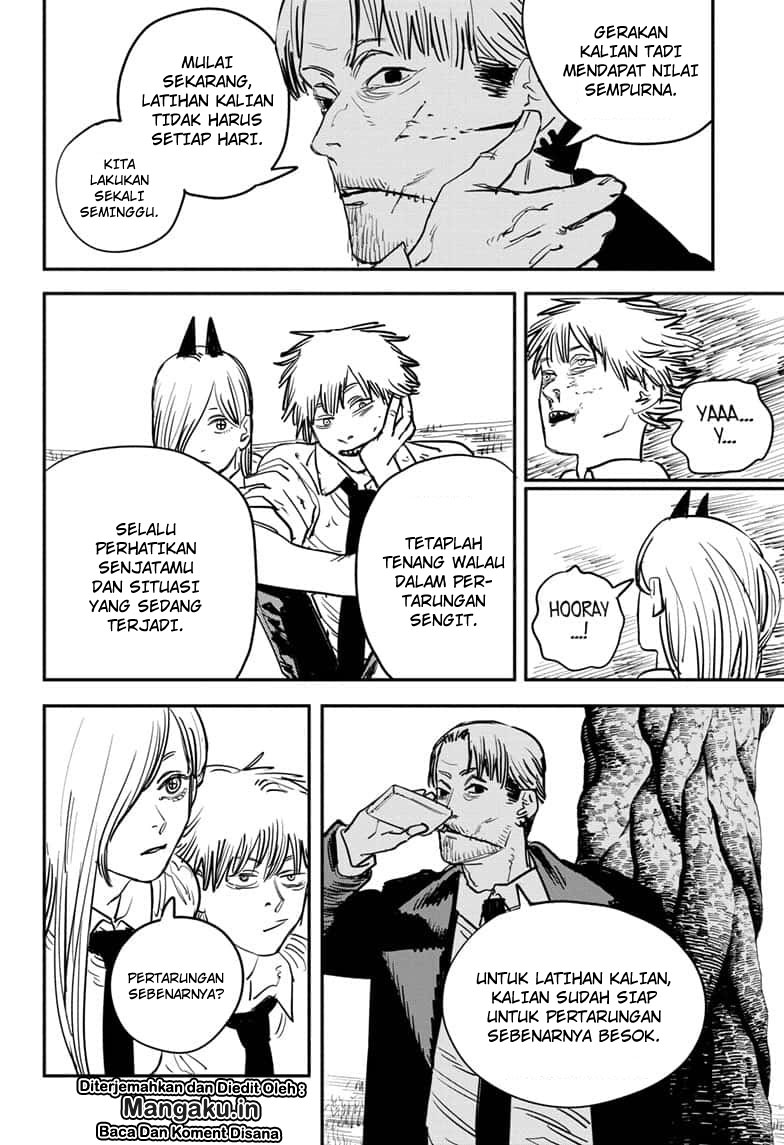 GERAKAN
KALIAN TADI
MENDAPAT NILAI
SEMPURNA.
MULAI
SEKARANG,
LATIHAN KALIAN
TIDAK HARUS
SETIAP HARI.
KITA
LAKUKAN
SEKALI
SEMINGGU.
YAAA...
Y...
HOORAY
...!
TETAPLAH
TENANG WALAU
DALAM PER-
TARUNGAN
SENGIT.
SELALU
PERHATIKAN
SENJATAMU
DAN SITUASI
YANG SEDANG
TERJADI.
UNTUK LATIHAN KALIAN,
KALIAN SUDAH SIAP
UNTUK PERTARUNGAN
SEBENARNYA BESOK.
PERTARUNGAN
SEBENARNYA?
Diterjemahkan dan Diedit Oleh :
Mangaku.in
Baca Dan Koment Disana